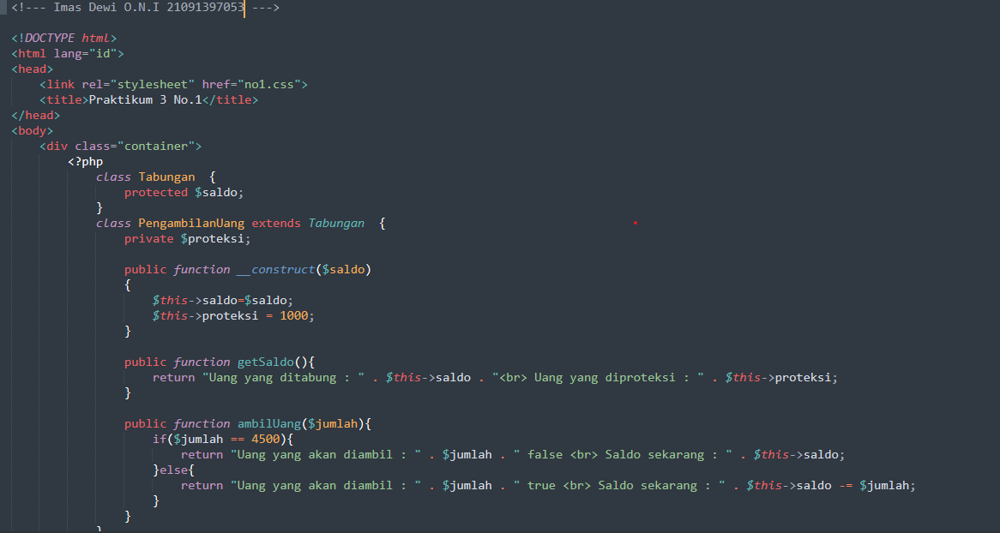 <!--- Imas Dewi O.N.I 21091397053 --->
<!DOCTYPE html>
<html lang="id">
<head>
    <link rel="stylesheet" href="no1.css">
    <title>Praktikum 3 No.1</title>
</head>
<body>
    <div class="container">
        <?php
            class Tabungan  {
                protected $saldo;
            }
            class PengambilanUang extends Tabungan  {
                private $proteksi;

                public function __construct($saldo)
                {
                    $this->saldo=$saldo;
                    $this->proteksi = 1000;
                }

                public function getSaldo(){
                    return "Uang yang ditabung : " . $this->saldo . "<br> Uang yang diproteksi : " . $this->proteksi;
                }

                public function ambilUang($jumlah){
                    if($jumlah == 4500){
                        return "Uang yang akan diambil : " . $jumlah . " false <br> Saldo sekarang : " . $this->saldo;
                    }else{
                        return "Uang yang akan diambil : " . $jumlah . " true <br> Saldo sekarang : " . $this->saldo -= $jumlah;
                    }
                }
            }